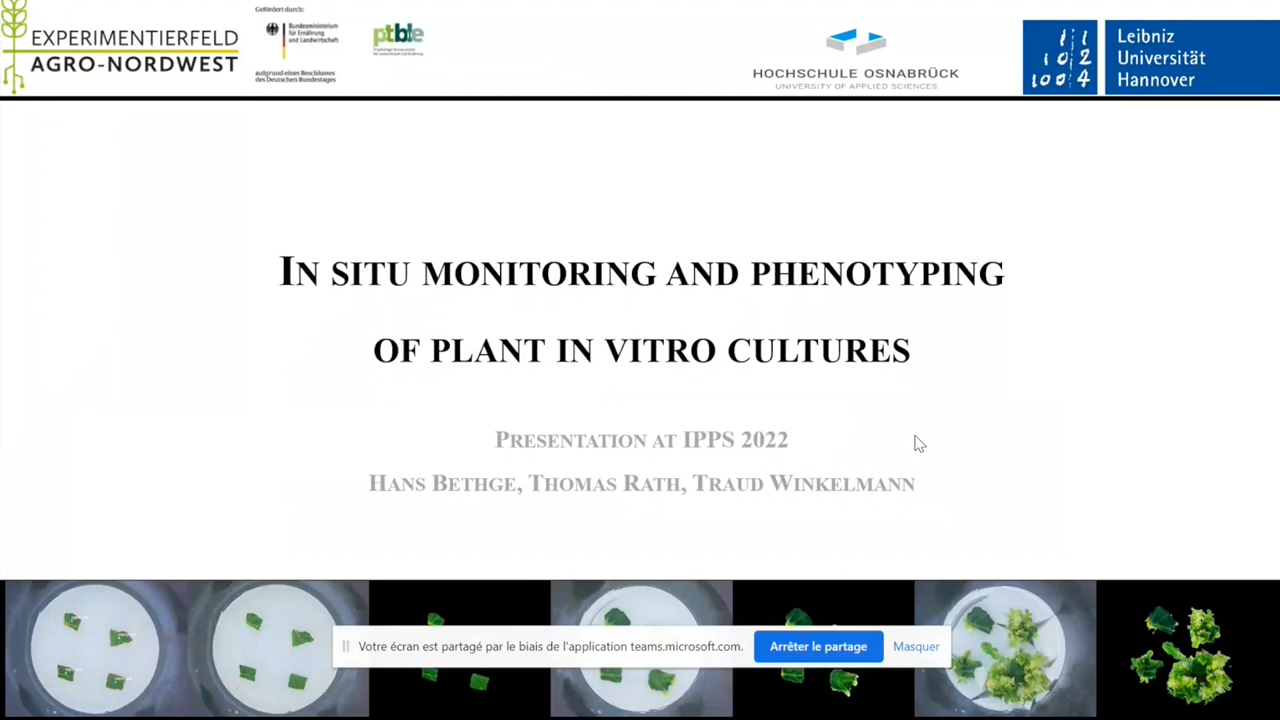 EXPERIMENTIERFELD
AGRO-NORDWEST
Gefördert durch:
Bundesministerium
für Ernährung
und Landwirtschaft
aufgrund eines Beschlusses
des Deutschen Bundestages
ptble
HOCHSCHULE OSNABRÜCK
UNIVERSITY OF APPLIED SCIENCES
Leibniz
Universität
Hannover
IN SITU MONITORING AND PHENOTYPING
OF PLANT IN VITRO CULTURES
PRESENTATION AT IPPS 2022
HANS BETHGE, THOMAS RATH, TRAUD WINKELMANN
Votre écran est partagé par le biais de l'application teams.microsoft.com.
Arrêter le partage
Masquer